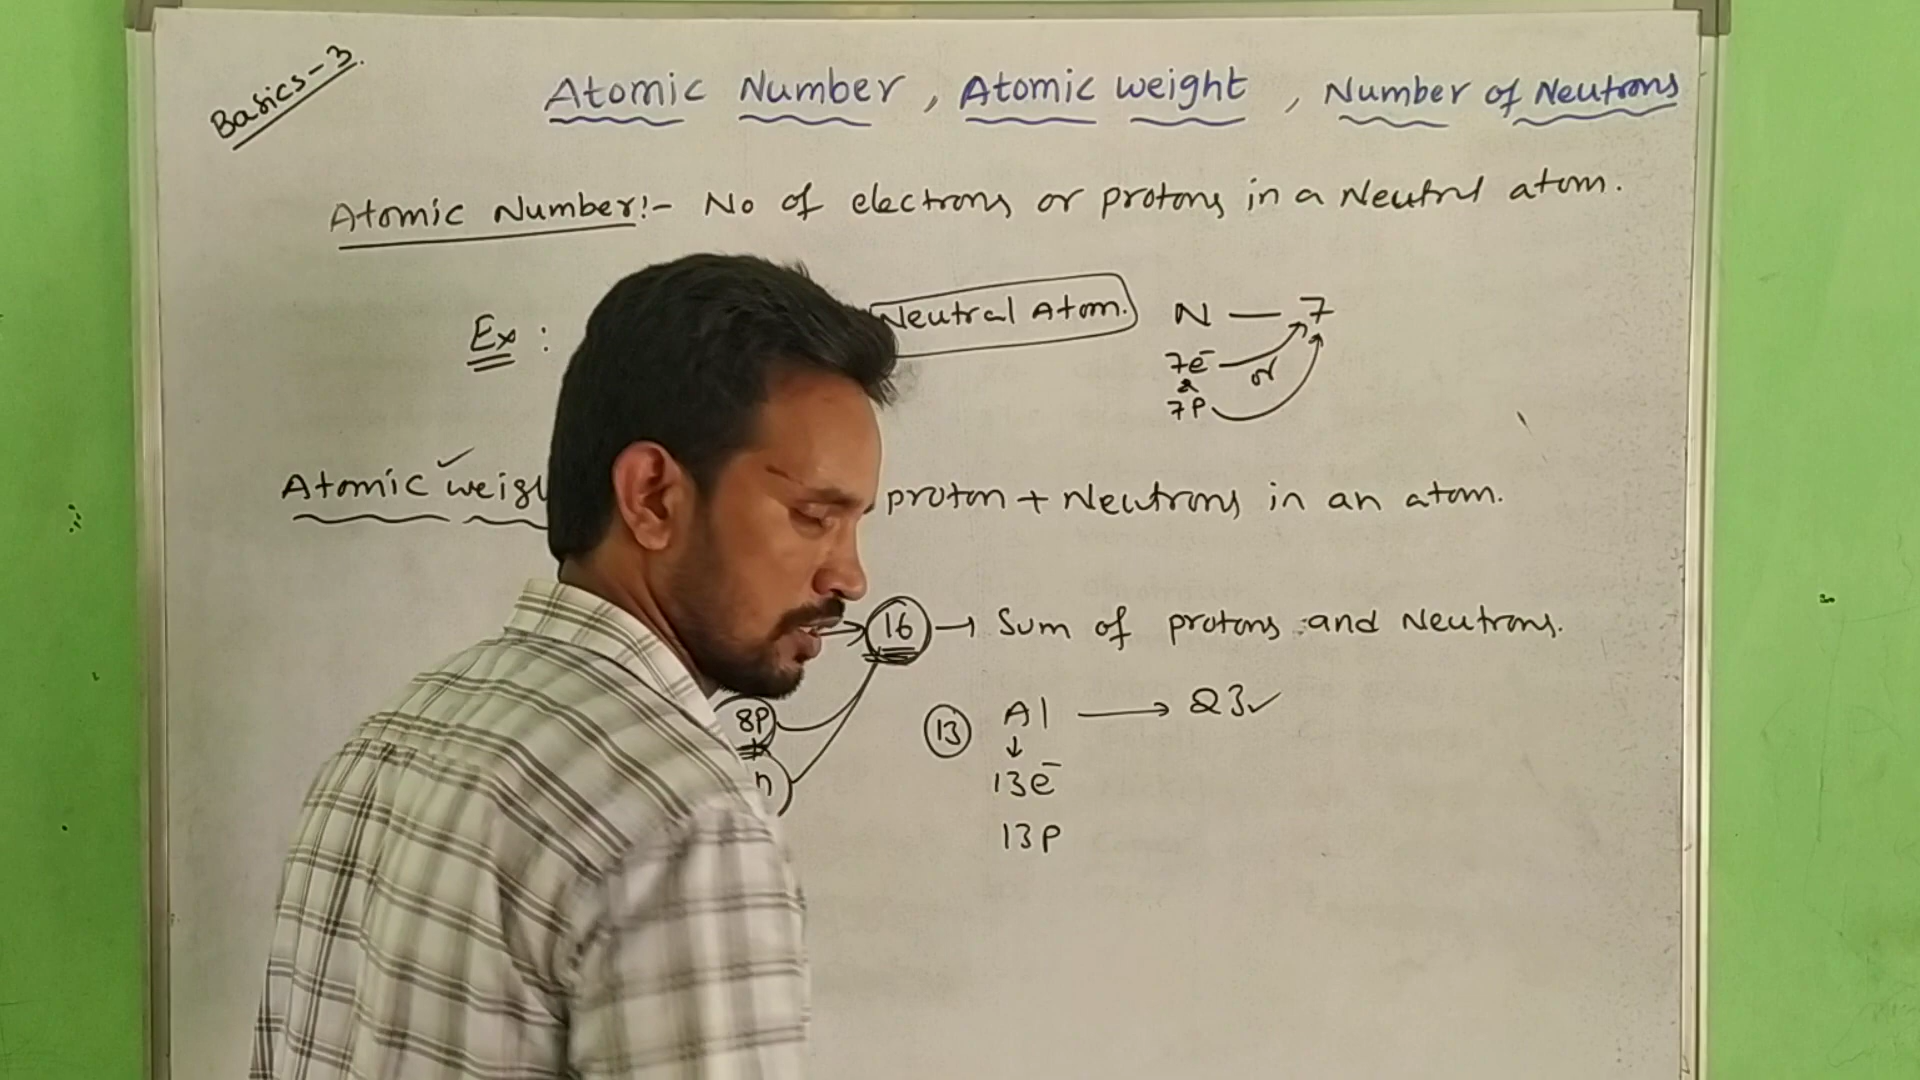 Basics-3.
Atomic Number, Atomic weight, Number of Neutrons
Atomic Number:- No of electrons or protons in a Neutral atom.
Ex :
Neutral Atom.
N — 7
7e⁻ or
&
7P
Atomic weigh
proton + Neutrons in an atom.
16 → Sum of protons and Neutrons.
8P
+
n
13 Al → 23✓
↓
13e⁻
13P